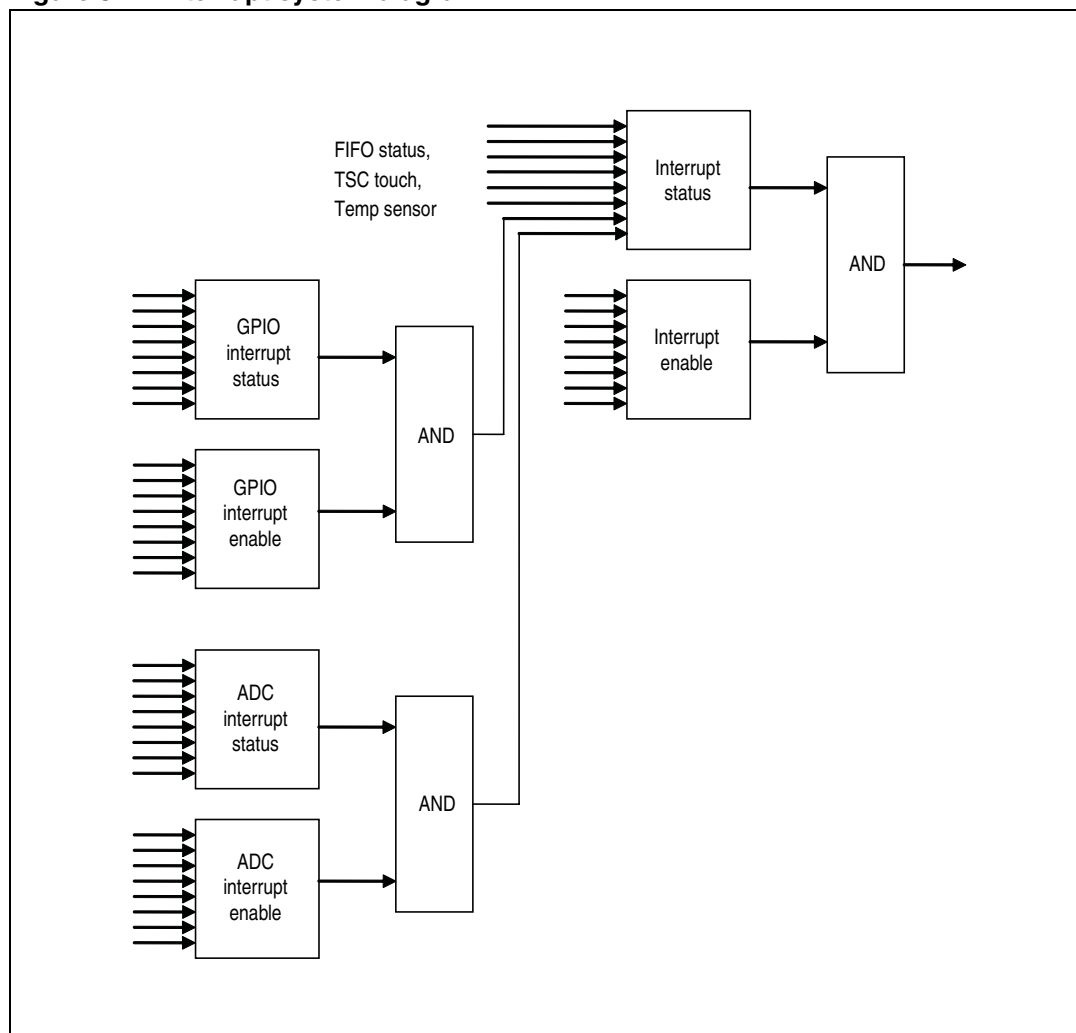 FIFO status,
TSC touch,
Temp sensor
Interrupt
status
AND
Interrupt
enable
GPIO
interrupt
status
AND
GPIO
interrupt
enable
ADC
interrupt
status
AND
ADC
interrupt
enable